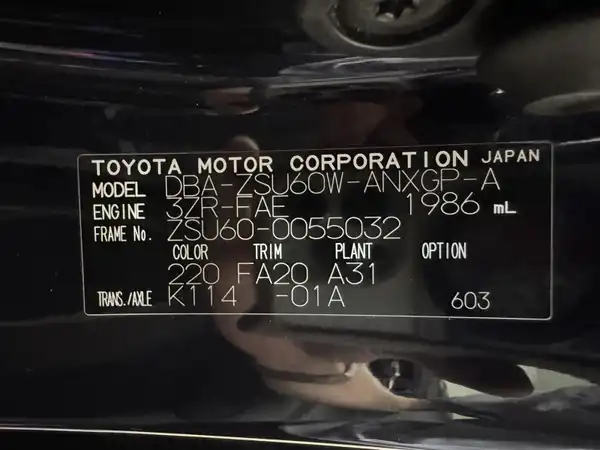 TOYOTA MOTOR CORPORATION JAPAN
MODEL DBA-ZSU60W-ANXGP-A
ENGINE 3ZR-FAE 1986 mL
FRAME No. ZSU60-0055032
COLOR TRIM PLANT OPTION
220 FA20 A31
TRANS./AXLE K114 -01A 603